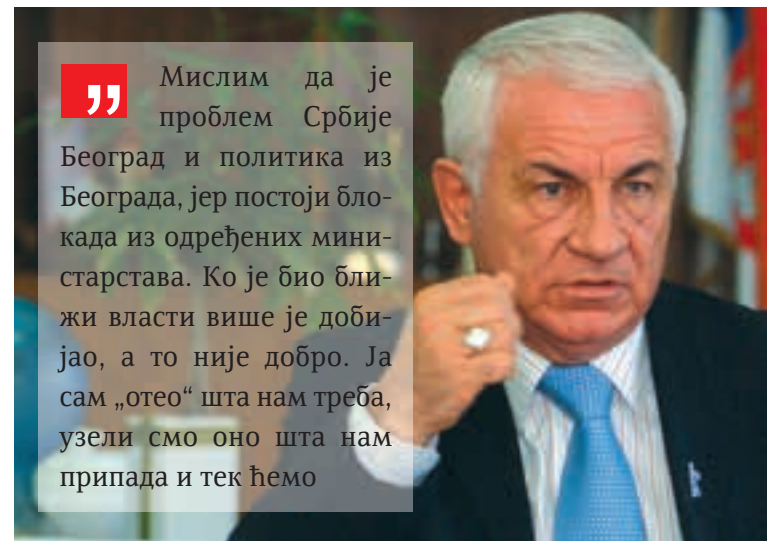 „ Мислим да је
проблем Србије
Београд и политика из
Београда, јер постоји бло-
када из одређених мини-
старстава. Ко је био бли-
жи власти више је доби-
јао, а то није добро. Ја
сам „отео“ шта нам треба,
узели смо оно шта нам
припада и тек ћемо